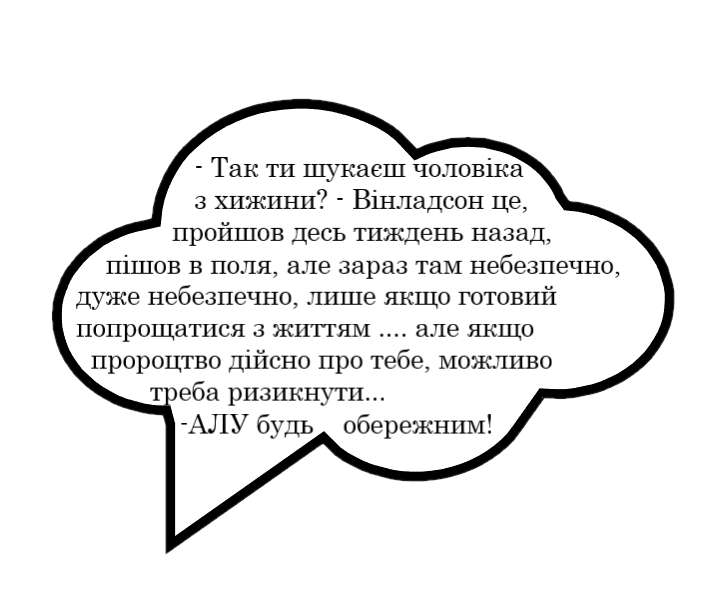 - Так ти шукаєш чоловіка
з хижини? - Вінладсон це,
пройшов десь тиждень назад,
пішов в поля, але зараз там небезпечно,
дуже небезпечно, лише якщо готовий
попрощатися з життям .... але якщо
пророцтво дійсно про тебе, можливо
треба ризикнути...
-АЛУ будь обережним!